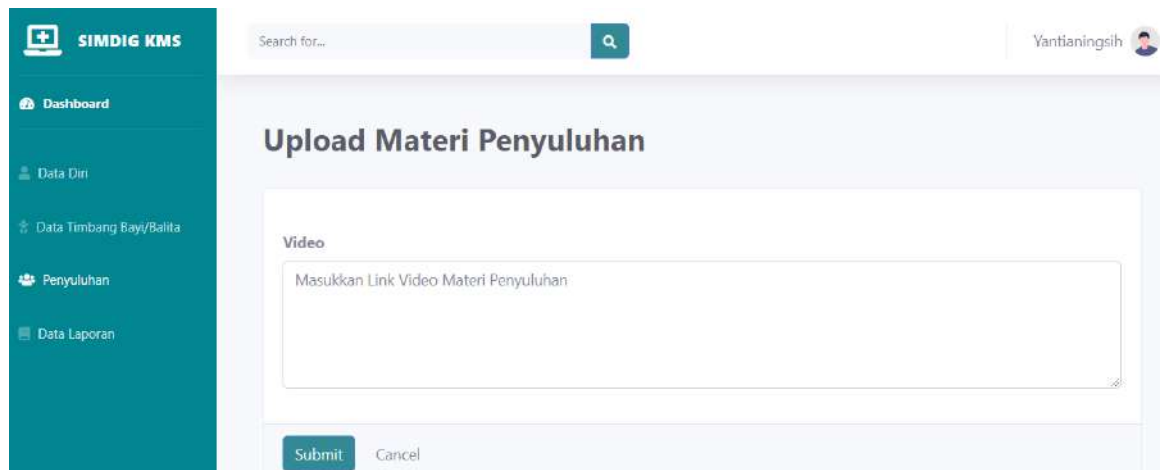 SIMDIG KMS
Search for...
Yantianingsih
Dashboard
Upload Materi Penyuluhan
Data Diri
Data Timbang Bayi/Balita
Video
Penyuluhan
Masukkan Link Video Materi Penyuluhan
Data Laporan
Submit
Cancel